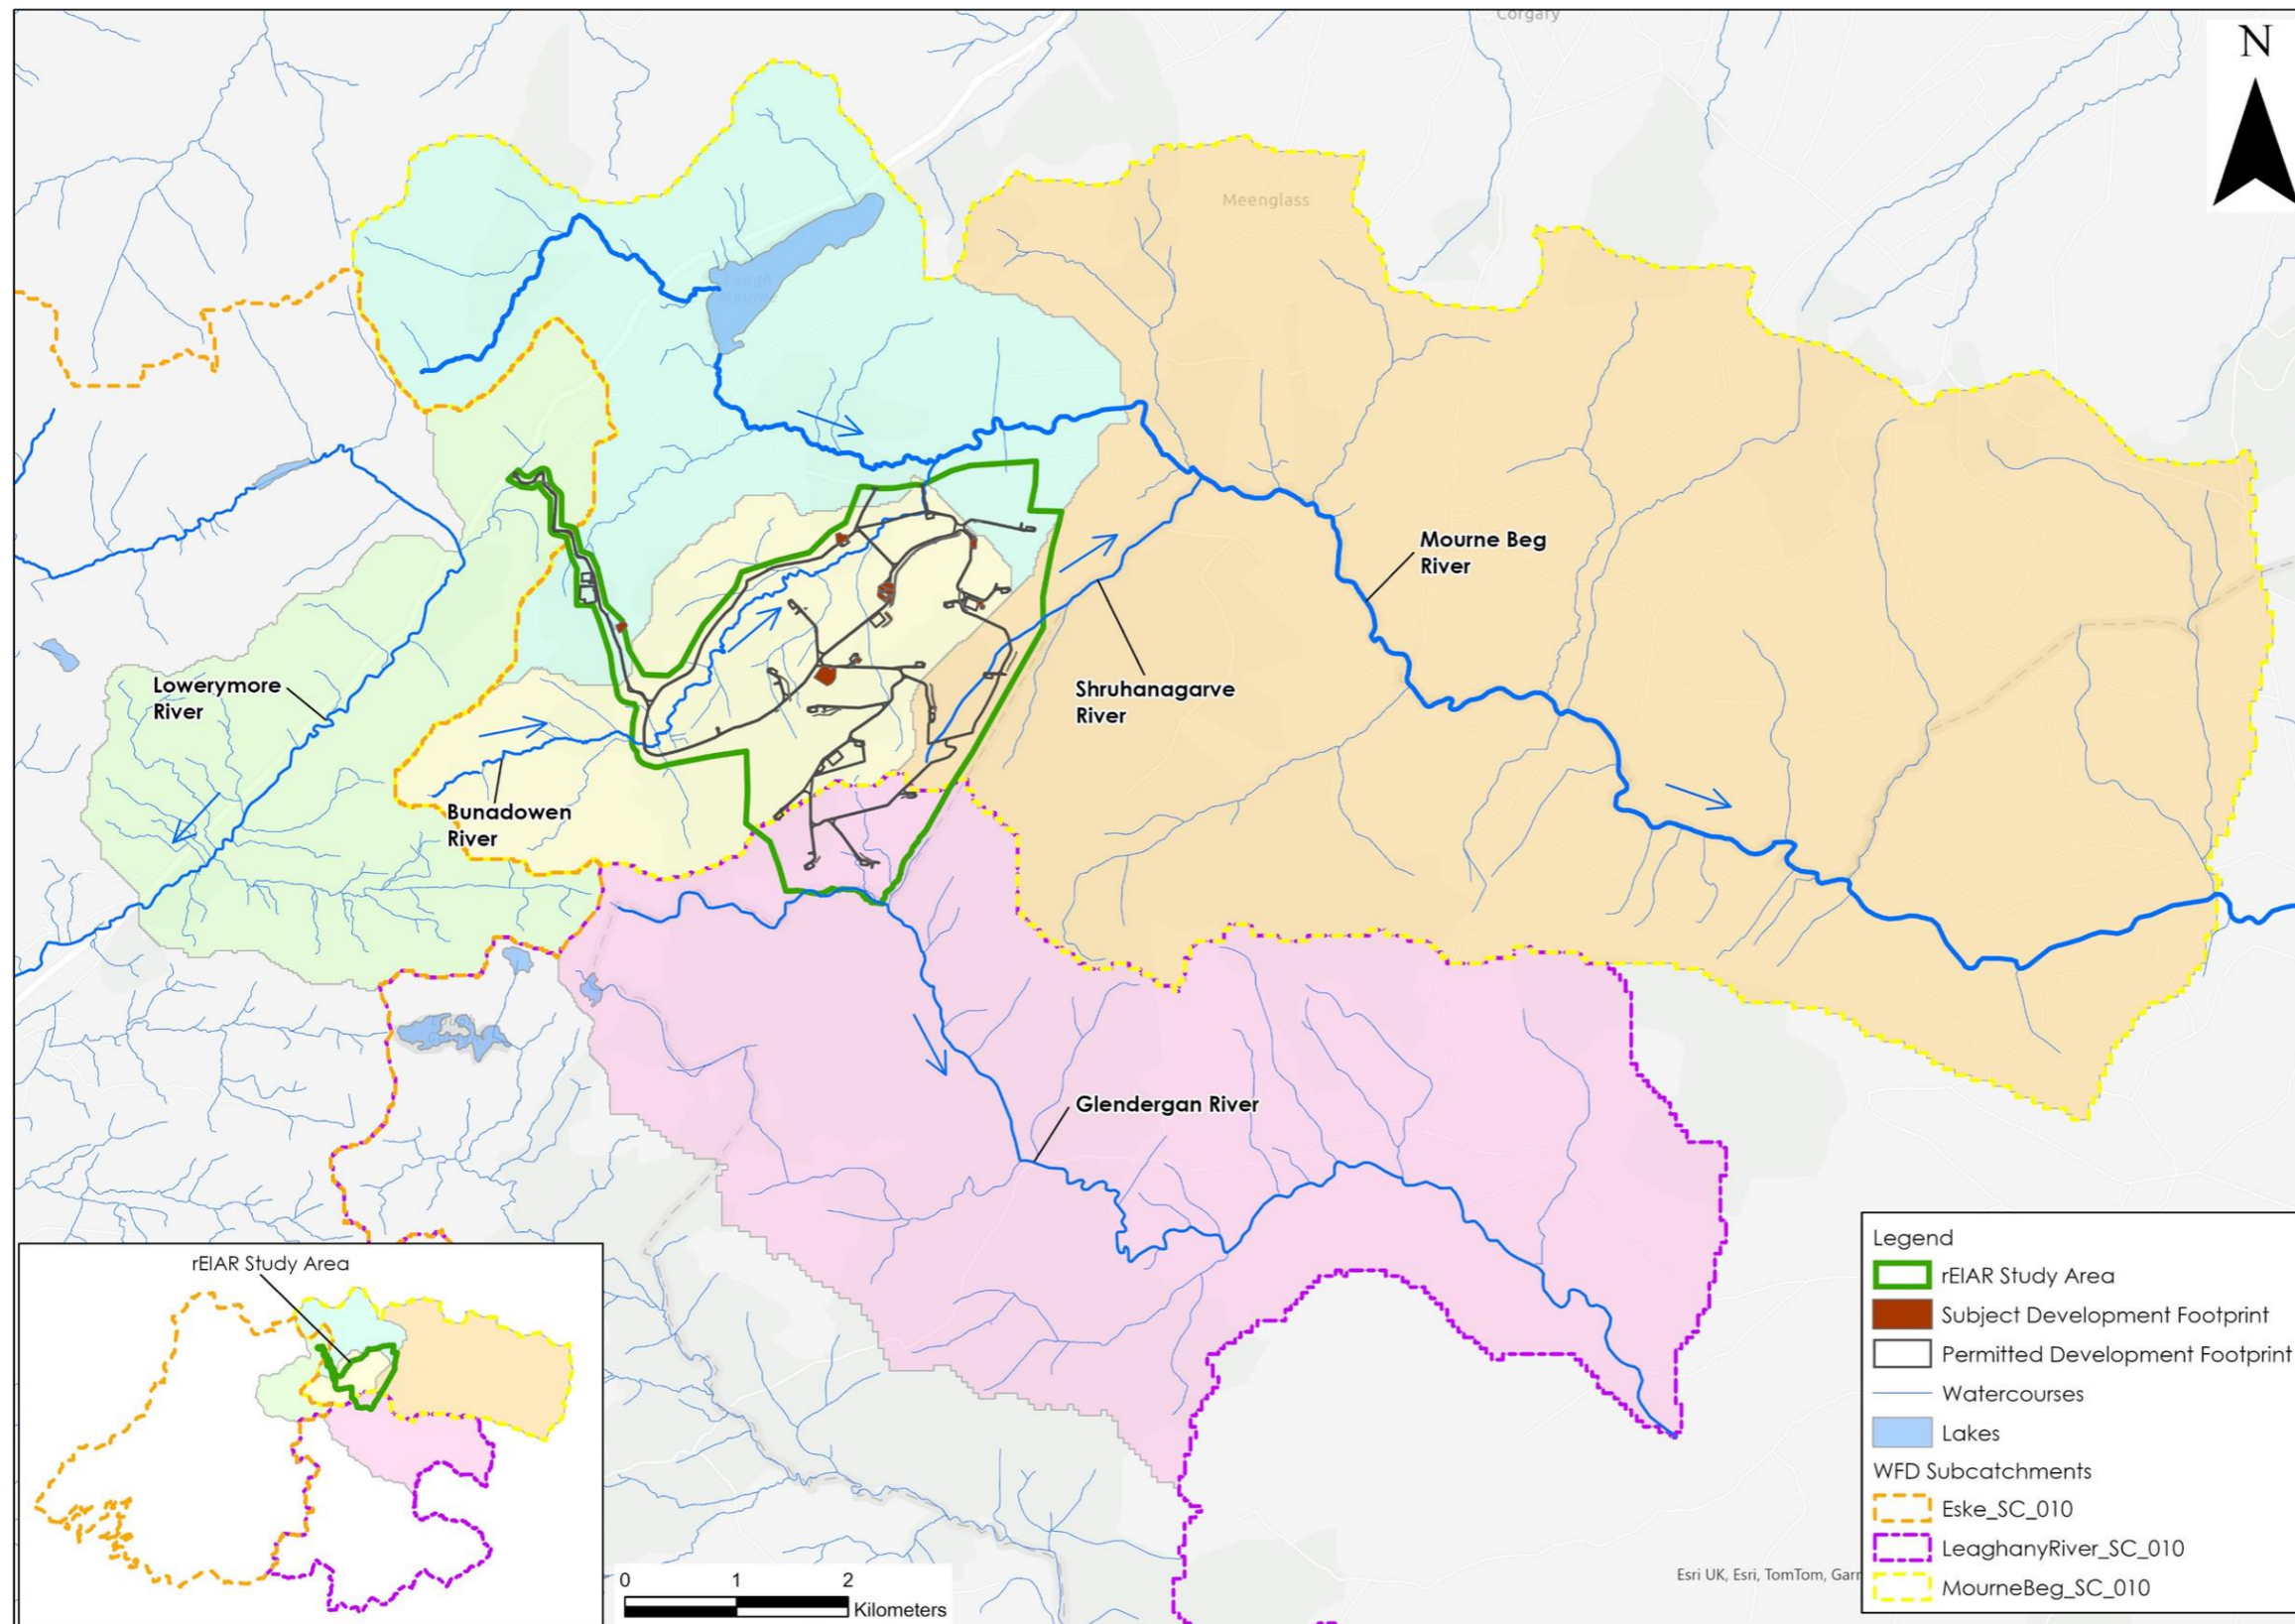 Corgary
N
Meenglass
Lough
Mourne
Mourne Beg
River
Lowerymore
River
Shruhanagarve
River
Bunadowen
River
Glendergan River
rEIAR Study Area
0 1 2
Kilometers
Esri UK, Esri, TomTom, Garr
Legend
rEIAR Study Area
Subject Development Footprint
Permitted Development Footprint
Watercourses
Lakes
WFD Subcatchments
Eske_SC_010
LeaghanyRiver_SC_010
MourneBeg_SC_010